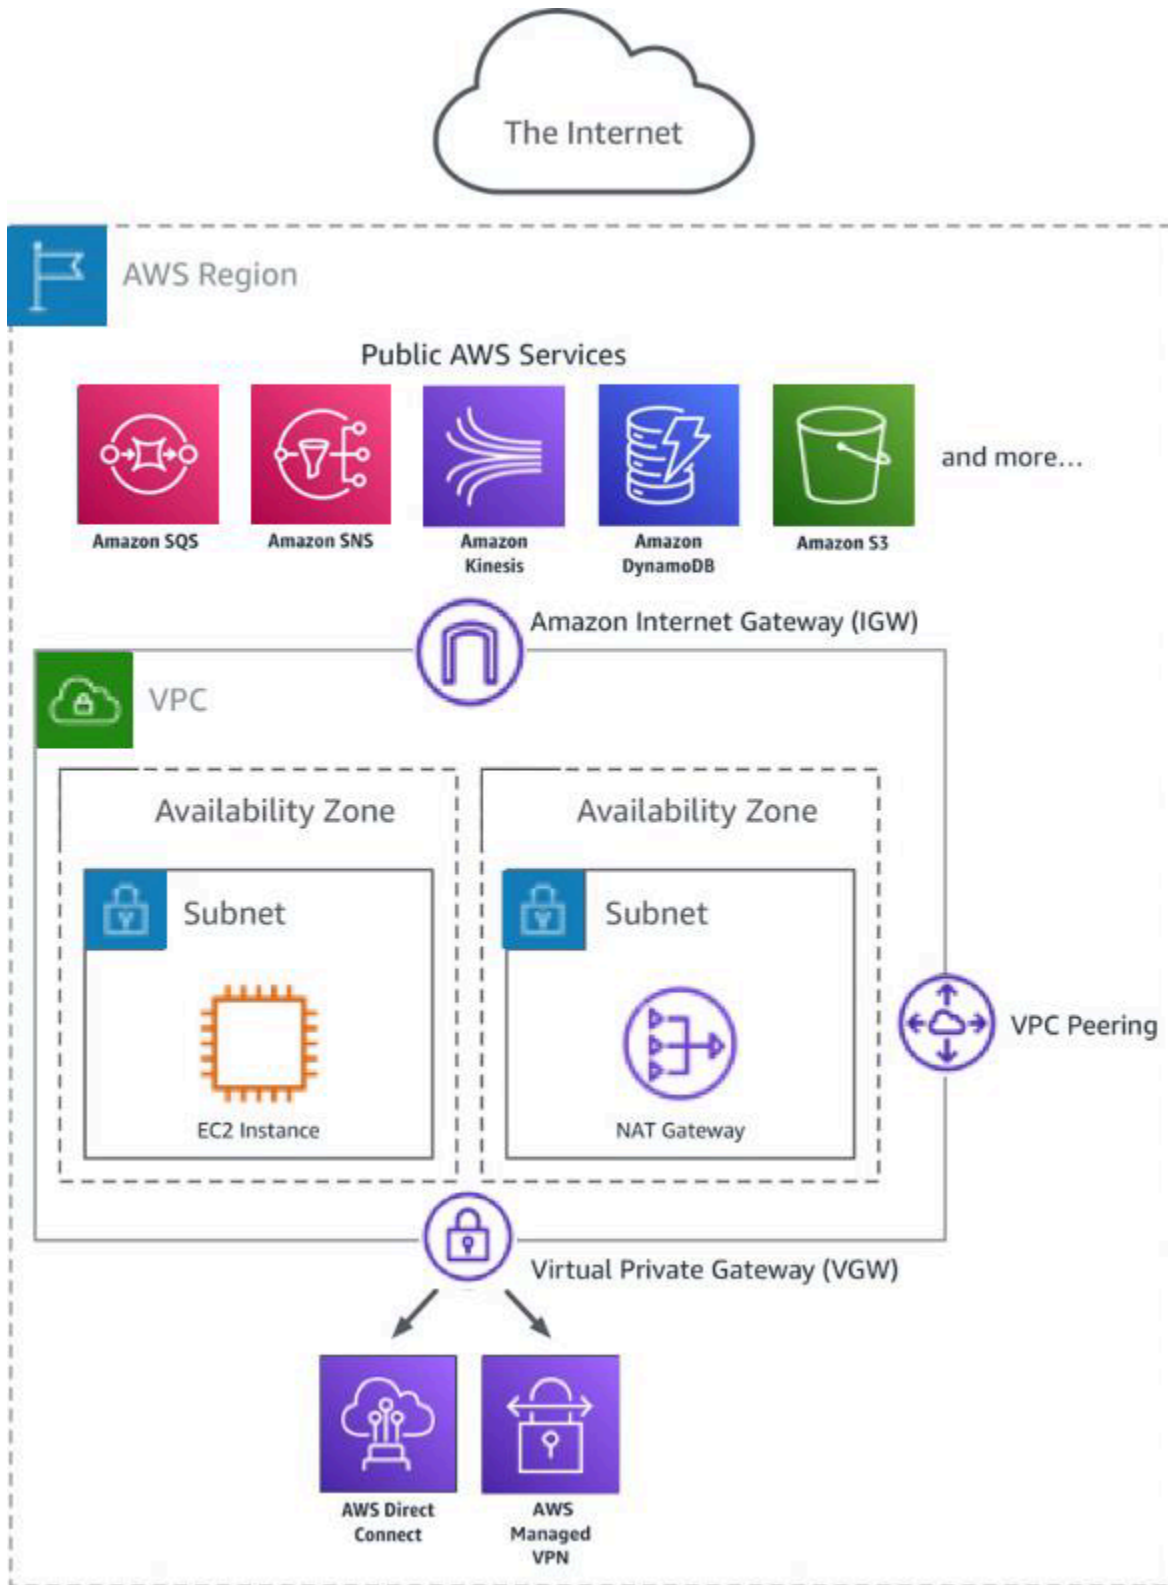 The Internet
AWS Region
Public AWS Services
Amazon SQS
Amazon SNS
Amazon
Kinesis
Amazon
DynamoDB
Amazon S3
and more...
Amazon Internet Gateway (IGW)
VPC
Availability Zone
Availability Zone
Subnet
Subnet
EC2 Instance
NAT Gateway
VPC Peering
Virtual Private Gateway (VGW)
AWS Direct
Connect
AWS
Managed
VPN